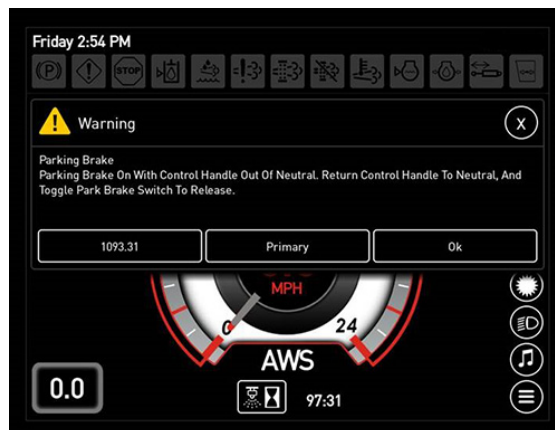 Friday 2:54 PM
(P)
STOP
Warning
X
Parking Brake
Parking Brake On With Control Handle Out Of Neutral. Return Control Handle To Neutral, And
Toggle Park Brake Switch To Release.
1093.31 Primary Ok
MPH
0 24
AWS
0.0
97:31